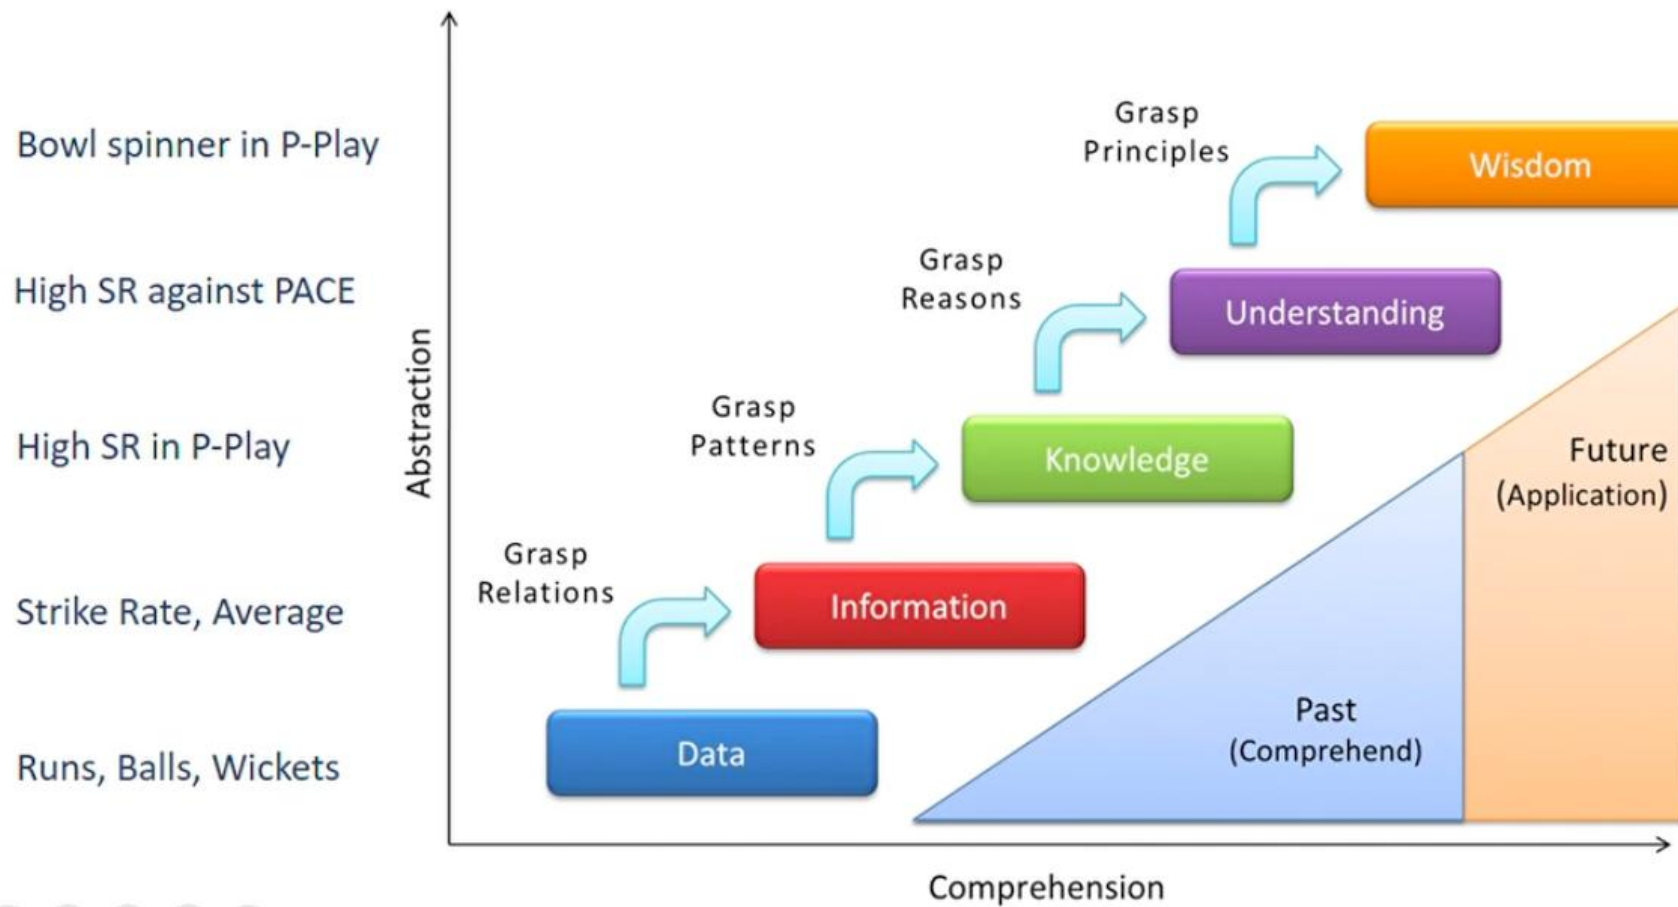 Bowl spinner in P-Play
High SR against PACE
High SR in P-Play
Strike Rate, Average
Runs, Balls, Wickets
Abstraction
Grasp
Principles
Wisdom
Grasp
Reasons
Understanding
Grasp
Patterns
Knowledge
Grasp
Relations
Information
Data
Future
(Application)
Past
(Comprehend)
Comprehension